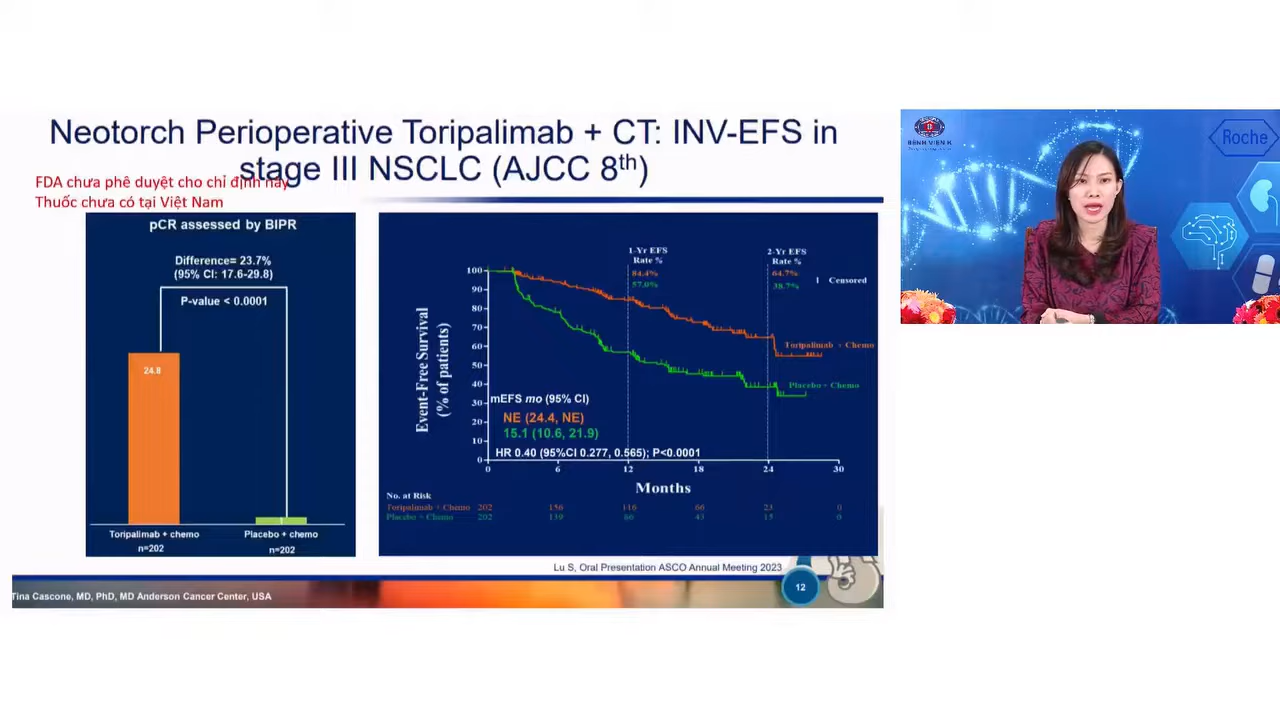 Neotorch Perioperative Toripalimab + CT: INV-EFS in
stage III NSCLC (AJCC 8th)
FDA chưa phê duyệt cho chỉ định này
Thuốc chưa có tại Việt Nam
pCR assessed by BIPR
Difference= 23.7%
(95% CI: 17.6-29.8)
P-value < 0.0001
24.8
1
Toripalimab + chemo
n=202
Placebo + chemo
n=202
1-Yr EFS
Rate %
84.4%
57.0%
2-Yr EFS
Rate %
64.7%
38.7%
Censored
Event-Free Survival
(% of patients)
100
90
80
70
60
50
40
30
20
10
0
Toripalimab + Chemo
Placebo + Chemo
mEFS mo (95% CI)
NE (24.4, NE)
15.1 (10.6, 21.9)
HR 0.40 (95%CI 0.277, 0.565); P<0.0001
0 6 12 18 24 30
Months
No. at Risk
Toripalimab + Chemo 202 156 116 66 23 0
Placebo + Chemo 202 139 86 43 15 0
Lu S, Oral Presentation ASCO Annual Meeting 2023
Tina Cascone, MD, PhD, MD Anderson Cancer Center, USA
12
BỆNH VIỆN K
Roche